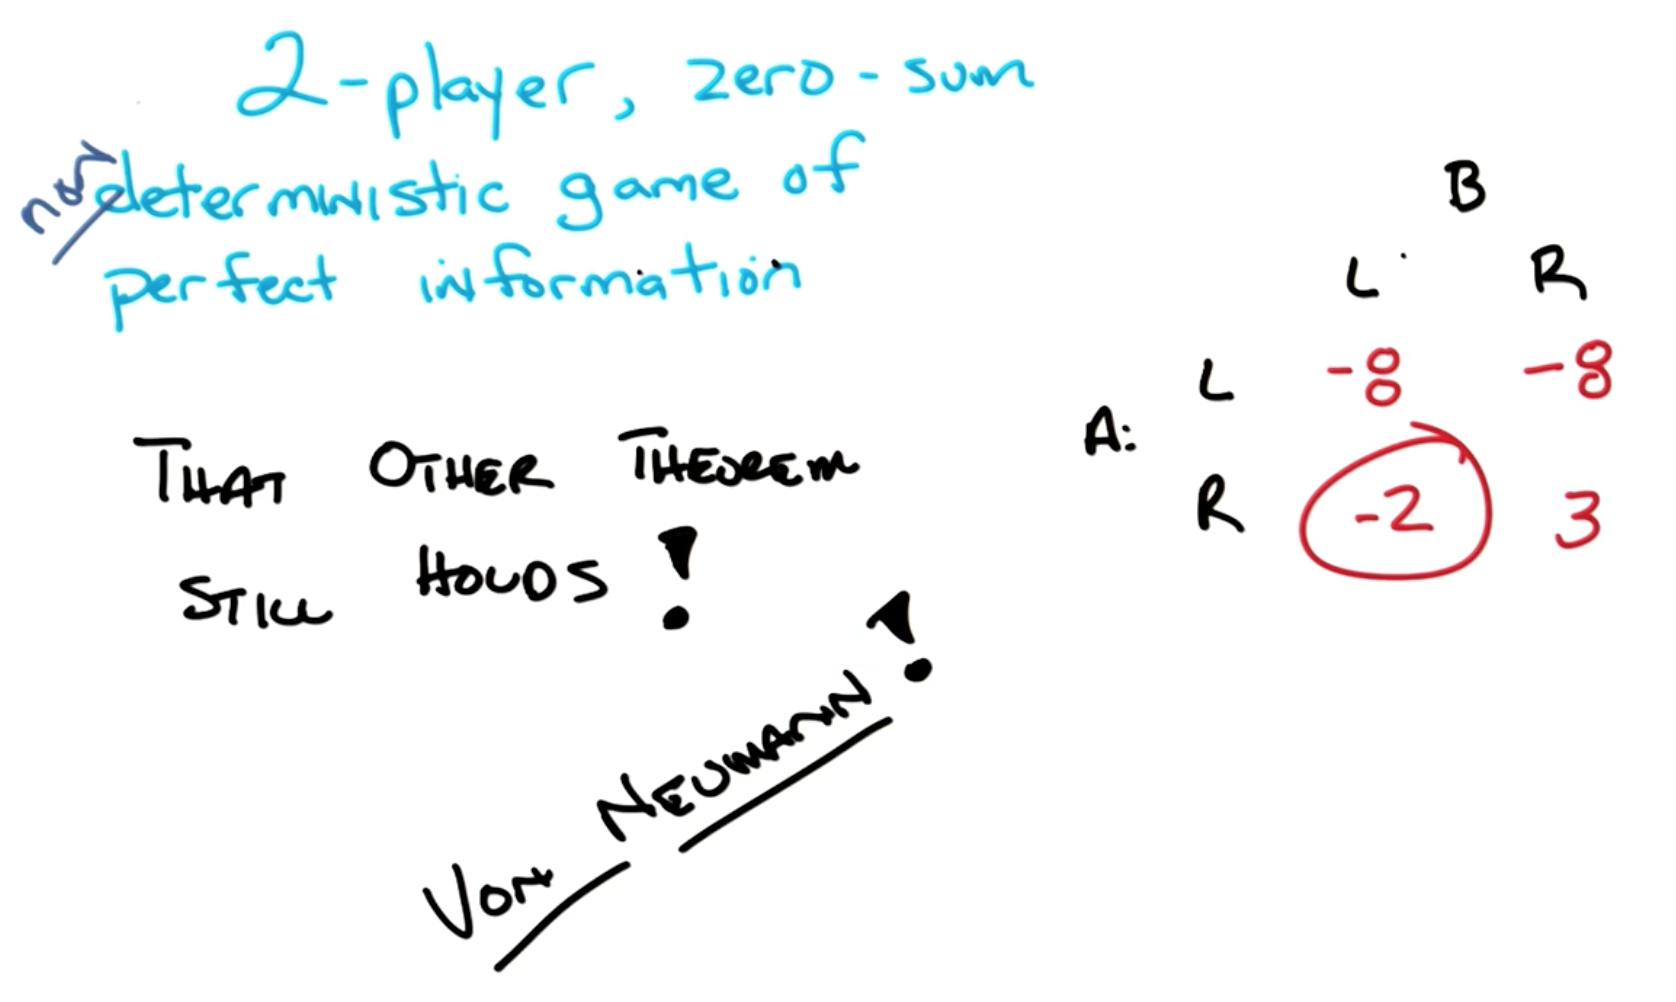 2-player, zero-sum
non
deterministic game of
perfect information
THAT OTHER THEOREM
STILL HOLDS!
VON NEUMANN!
B
L R
L -8 -8
A:
R -2 3